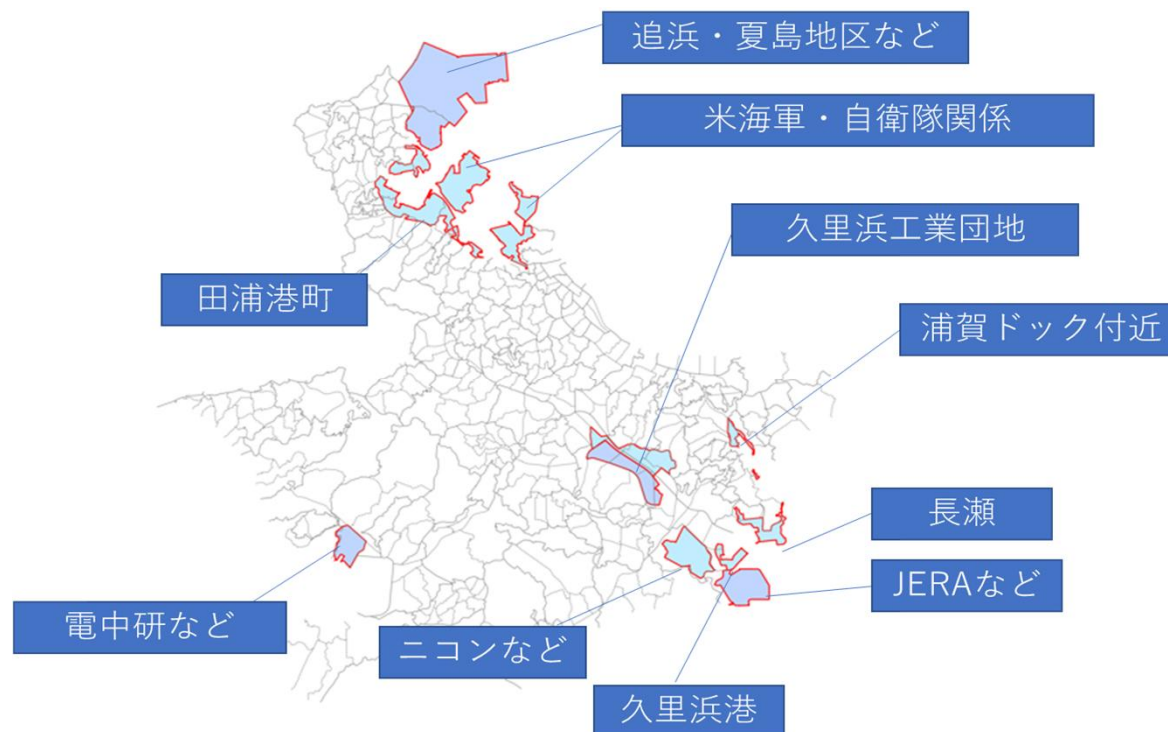 追浜・夏島地区など
米海軍・自衛隊関係
久里浜工業団地
田浦港町
浦賀ドック付近
長瀬
JERAなど
電中研など
ニコンなど
久里浜港